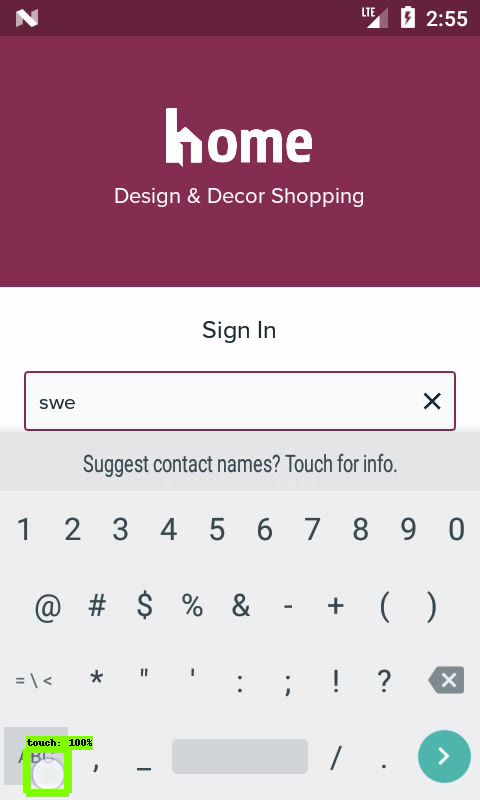 LTE 2:55
home
Design & Decor Shopping
Sign In
swe
Suggest contact names? Touch for info.
1 2 3 4 5 6 7 8 9 0
@ # $ % & - + ( )
= \ < * " ' : ; ! ?
touch: 100%
ABC , _ / .